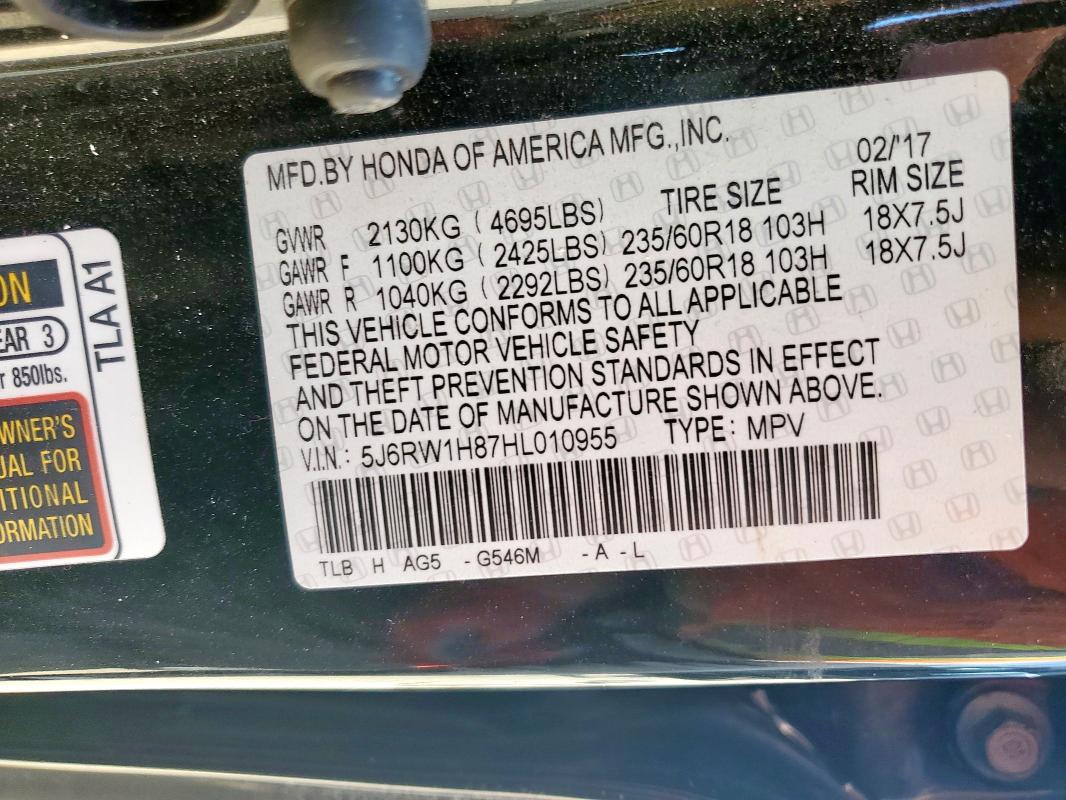 MFD.BY HONDA OF AMERICA MFG.,INC.
02/'17
TIRE SIZE RIM SIZE
GVWR 2130KG (4695LBS)
GAWR F 1100KG (2425LBS) 235/60R18 103H 18X7.5J
GAWR R 1040KG (2292LBS) 235/60R18 103H 18X7.5J
THIS VEHICLE CONFORMS TO ALL APPLICABLE
FEDERAL MOTOR VEHICLE SAFETY
AND THEFT PREVENTION STANDARDS IN EFFECT
ON THE DATE OF MANUFACTURE SHOWN ABOVE.
V.I.N.: 5J6RW1H87HL010955 TYPE: MPV
TLB H AG5 -G546M -A -L
ON
EAR 3
r 850lbs.
WNER'S
UAL FOR
ITIONAL
ORMATION
TLA A1